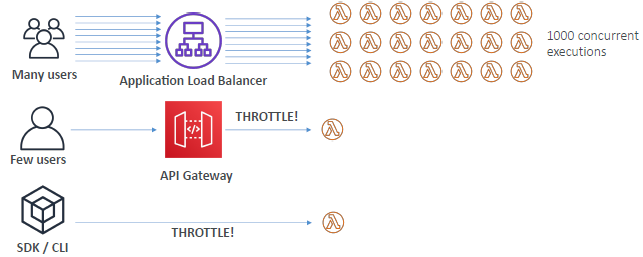 1000 concurrent
executions
Many users
Application Load Balancer
THROTTLE!
Few users
API Gateway
THROTTLE!
SDK / CLI